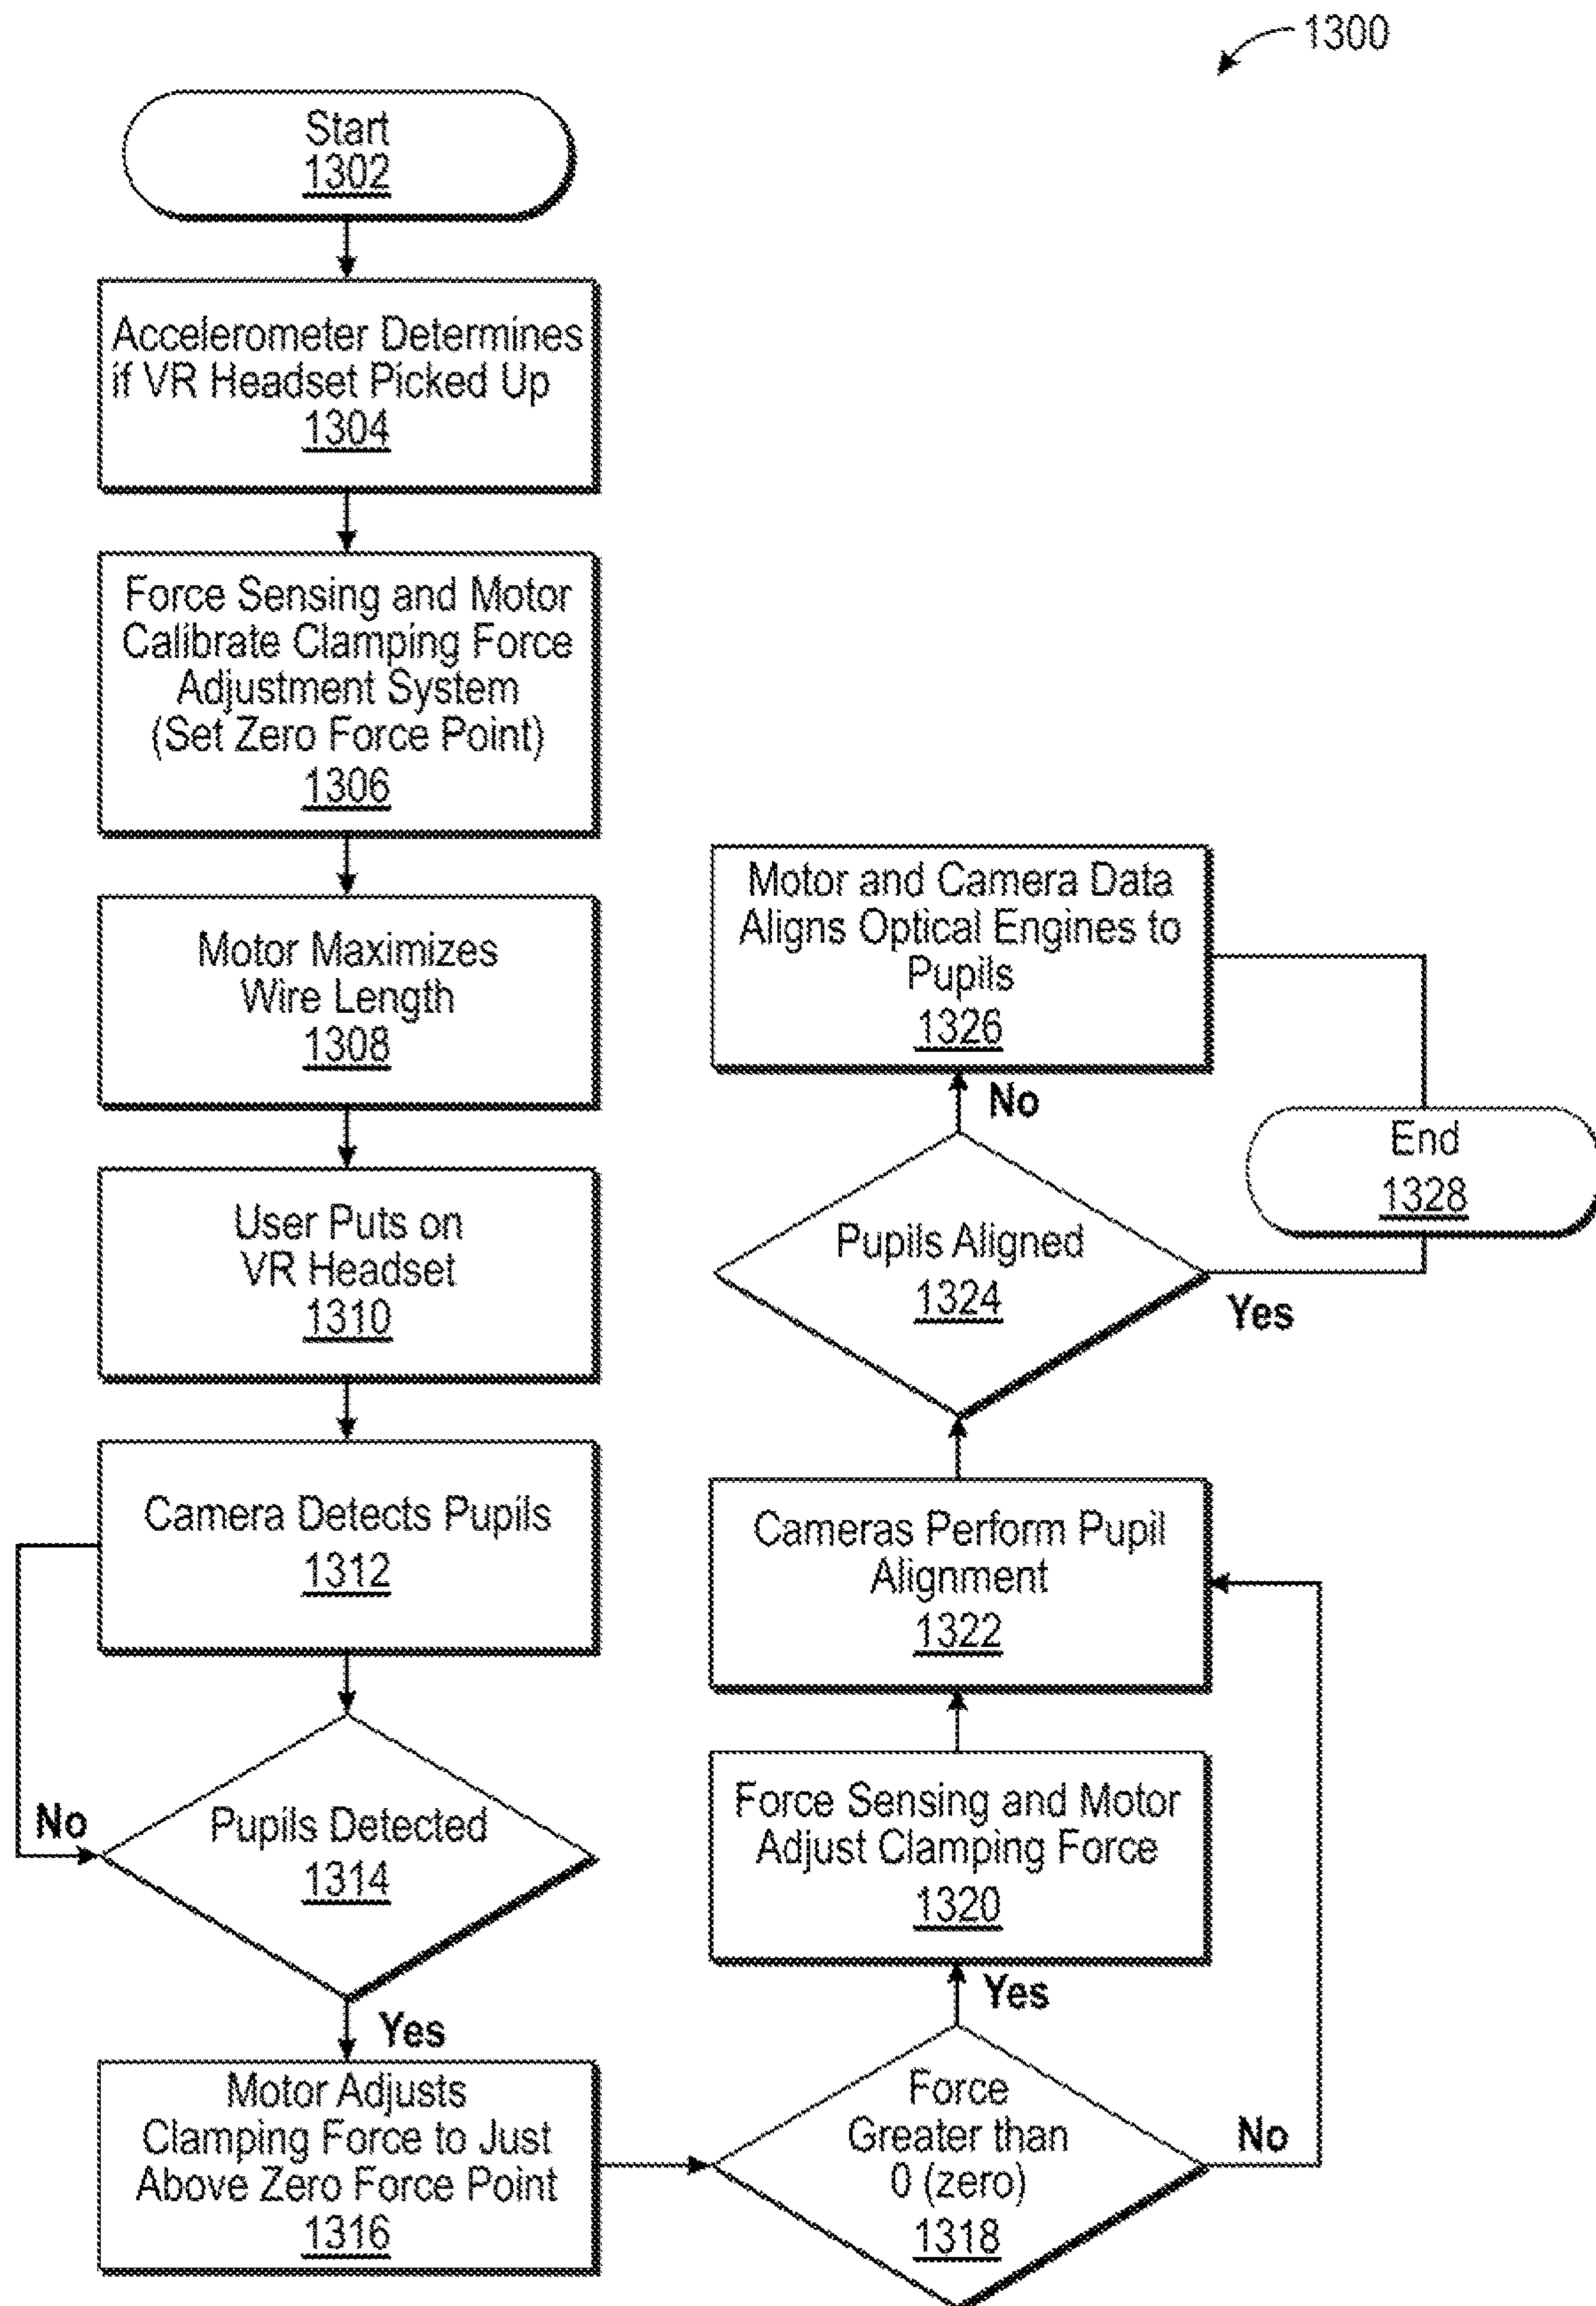 1300
Start
1302
Accelerometer Determines
if VR Headset Picked Up
1304
Force Sensing and Motor
Calibrate Clamping Force
Adjustment System
(Set Zero Force Point)
1306
Motor Maximizes
Wire Length
1308
User Puts on
VR Headset
1310
Camera Detects Pupils
1312
No
Pupils Detected
1314
Yes
Motor Adjusts
Clamping Force to Just
Above Zero Force Point
1316
Force
Greater than
0 (zero)
1318
No
Yes
Force Sensing and Motor
Adjust Clamping Force
1320
Cameras Perform Pupil
Alignment
1322
Pupils Aligned
1324
Yes
No
Motor and Camera Data
Aligns Optical Engines to
Pupils
1326
End
1328